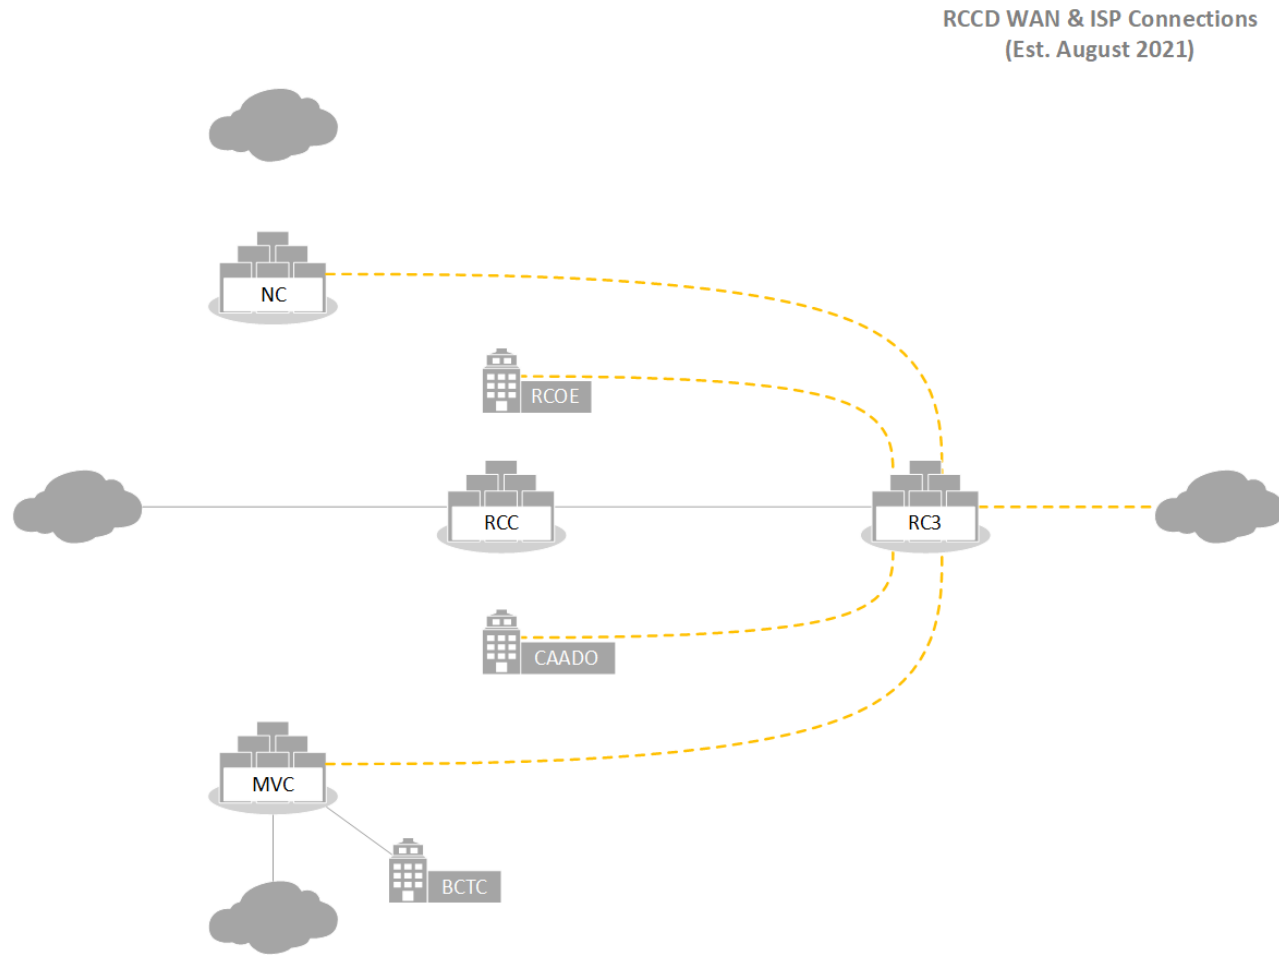 RCCD WAN & ISP Connections
(Est. August 2021)
NC
RCOE
RCC
RC3
CAADO
MVC
BCTC